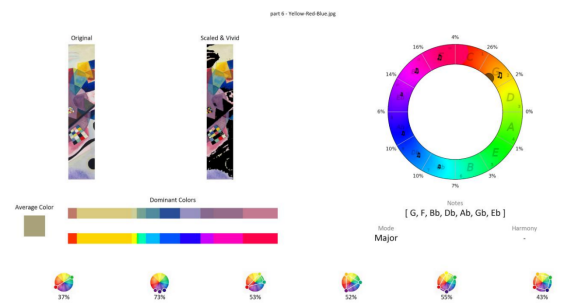 part 6 - Yellow-Red-Blue.jpg
Original
Scaled & Vivid
4%
16%
26%
14%
2%
6%
0%
10%
1%
10%
3%
7%
C
G
D
A
E
B
Average Color
Dominant Colors
Notes
[ G, F, Bb, Db, Ab, Gb, Eb ]
Mode
Harmony
Major
-
37%
73%
53%
52%
55%
43%